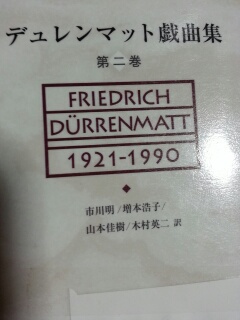 デュレンマット戯曲集
第二巻
FRIEDRICH
DÜRRENMATT
1921-1990
市川明/増本浩子/
山本佳樹/木村英二 訳